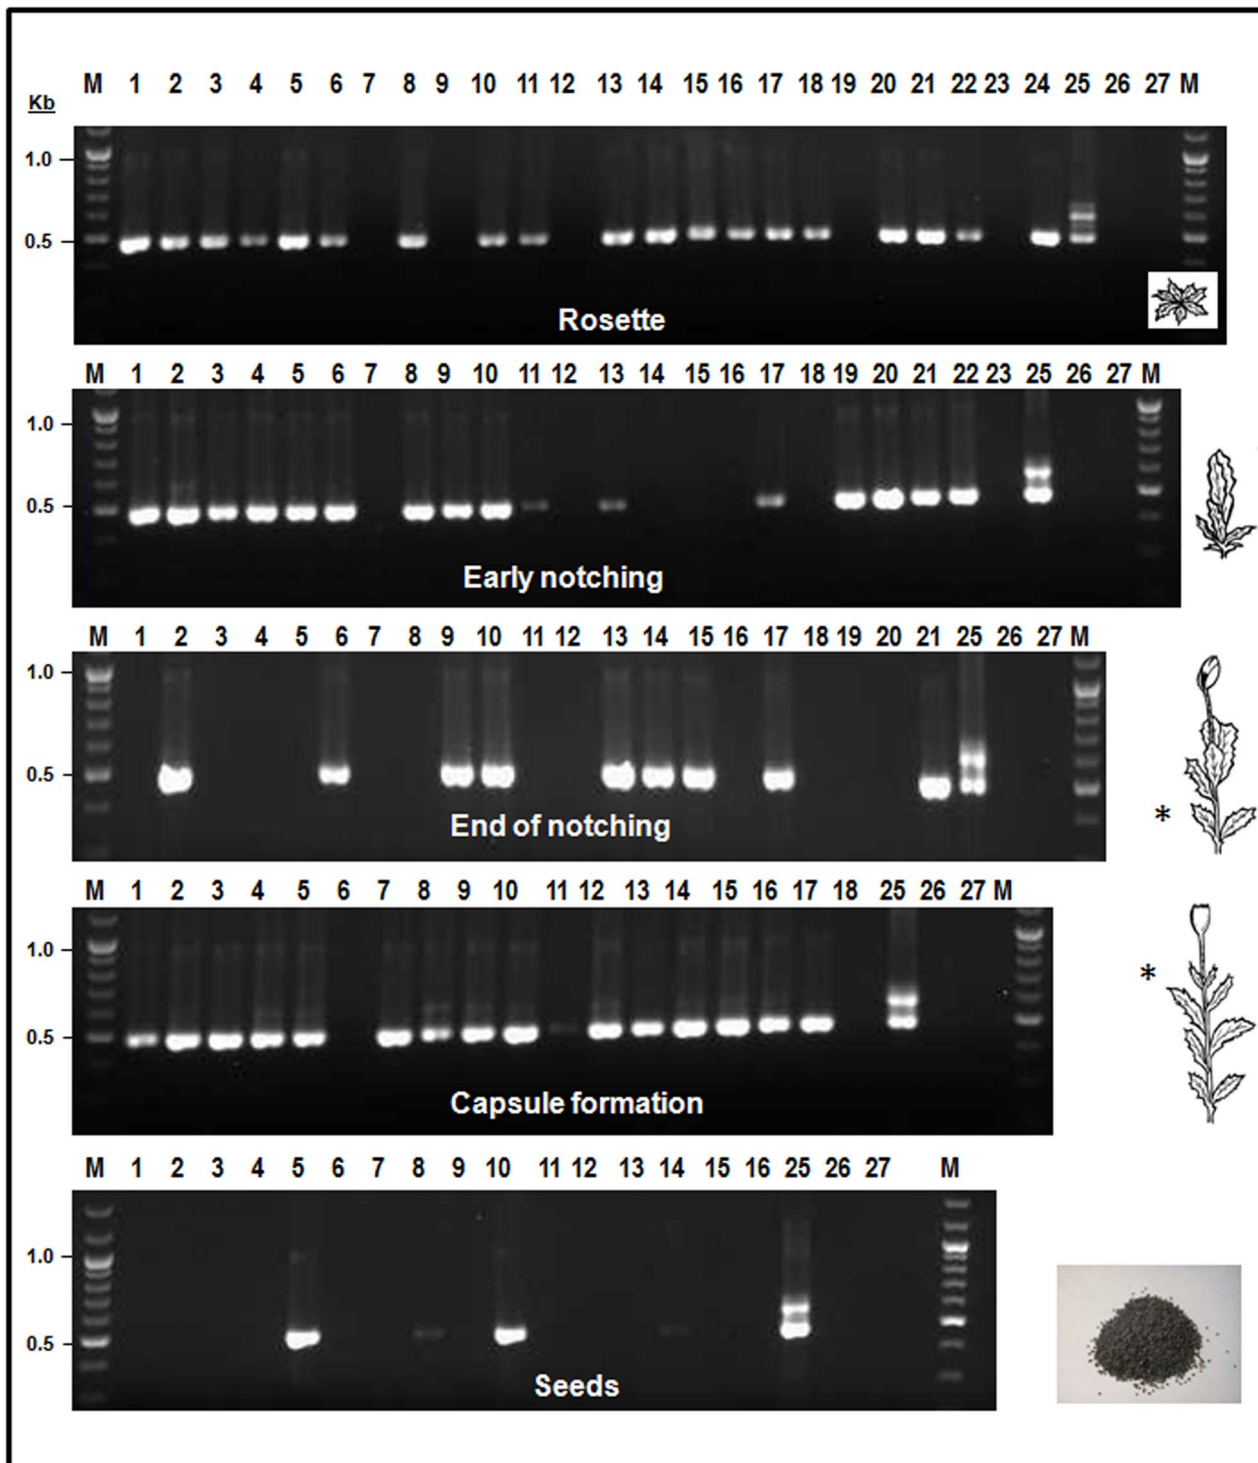 M 1 2 3 4 5 6 7 8 9 10 11 12 13 14 15 16 17 18 19 20 21 22 23 24 25 26 27 M
Kb
1.0
0.5
Rosette
M 1 2 3 4 5 6 7 8 9 10 11 12 13 14 15 16 17 18 19 20 21 22 23 25 26 27 M
1.0
0.5
Early notching
M 1 2 3 4 5 6 7 8 9 10 11 12 13 14 15 16 17 18 19 20 21 25 26 27 M
1.0
0.5
*
End of notching
M 1 2 3 4 5 6 7 8 9 10 11 12 13 14 15 16 17 18 25 26 27 M
1.0
*
0.5
Capsule formation
M 1 2 3 4 5 6 7 8 9 10 11 12 13 14 15 16 25 26 27 M
1.0
0.5
Seeds